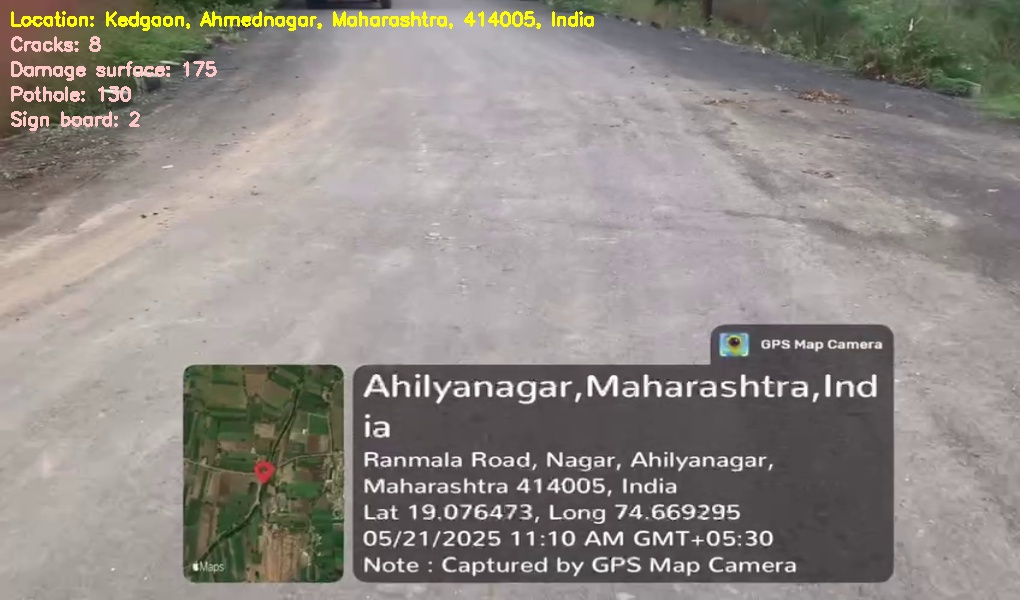 Location: Kedgaon, Ahmednagar, Maharashtra, 414005, India
Cracks: 8
Damage surface: 175
Pothole: 130
Sign board: 2
GPS Map Camera
Ahilyanagar,Maharashtra,Ind
ia
Ranmala Road, Nagar, Ahilyanagar,
Maharashtra 414005, India
Lat 19.076473, Long 74.669295
05/21/2025 11:10 AM GMT+05:30
Note : Captured by GPS Map Camera
Maps